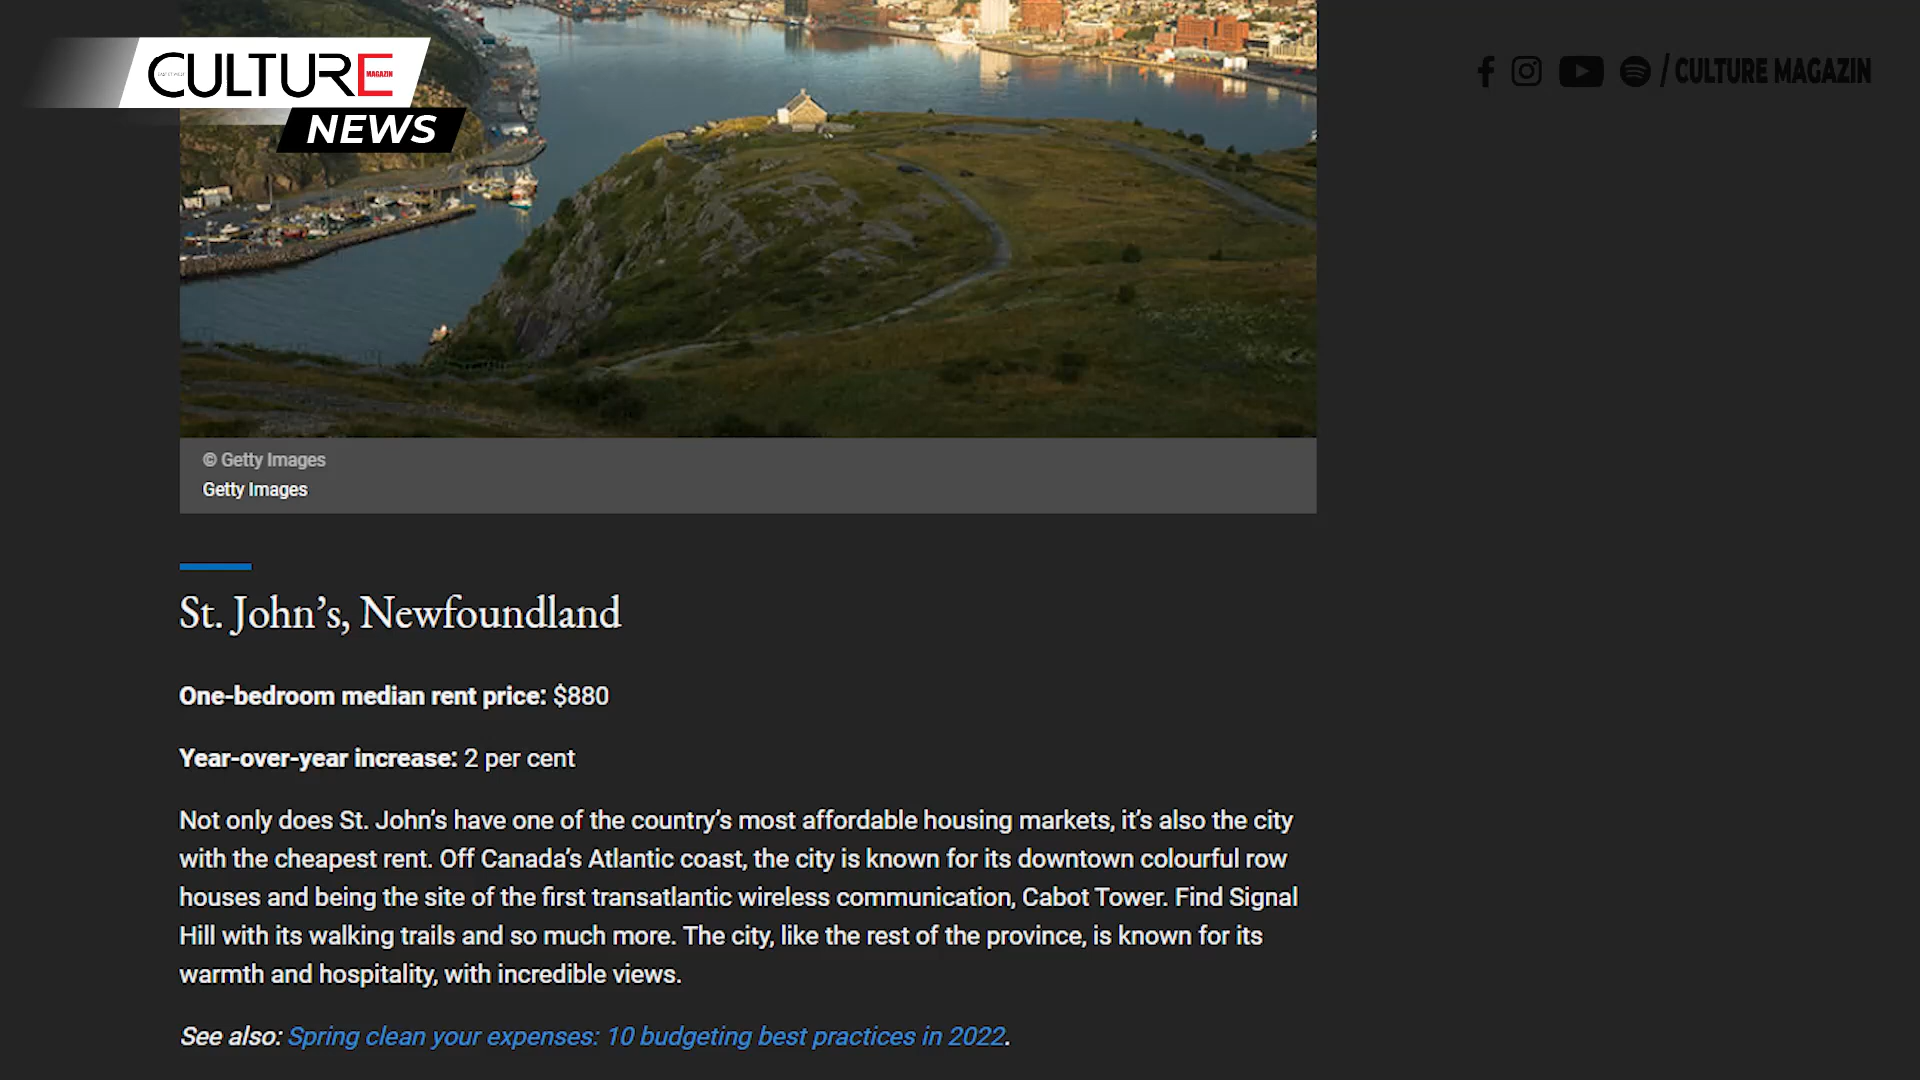 CULTURE
MAGAZIN
NEWS
/ CULTURE MAGAZIN
© Getty Images
Getty Images
St. John’s, Newfoundland
One-bedroom median rent price: $880
Year-over-year increase: 2 per cent
Not only does St. John’s have one of the country’s most affordable housing markets, it’s also the city
with the cheapest rent. Off Canada’s Atlantic coast, the city is known for its downtown colourful row
houses and being the site of the first transatlantic wireless communication, Cabot Tower. Find Signal
Hill with its walking trails and so much more. The city, like the rest of the province, is known for its
warmth and hospitality, with incredible views.
See also: Spring clean your expenses: 10 budgeting best practices in 2022.